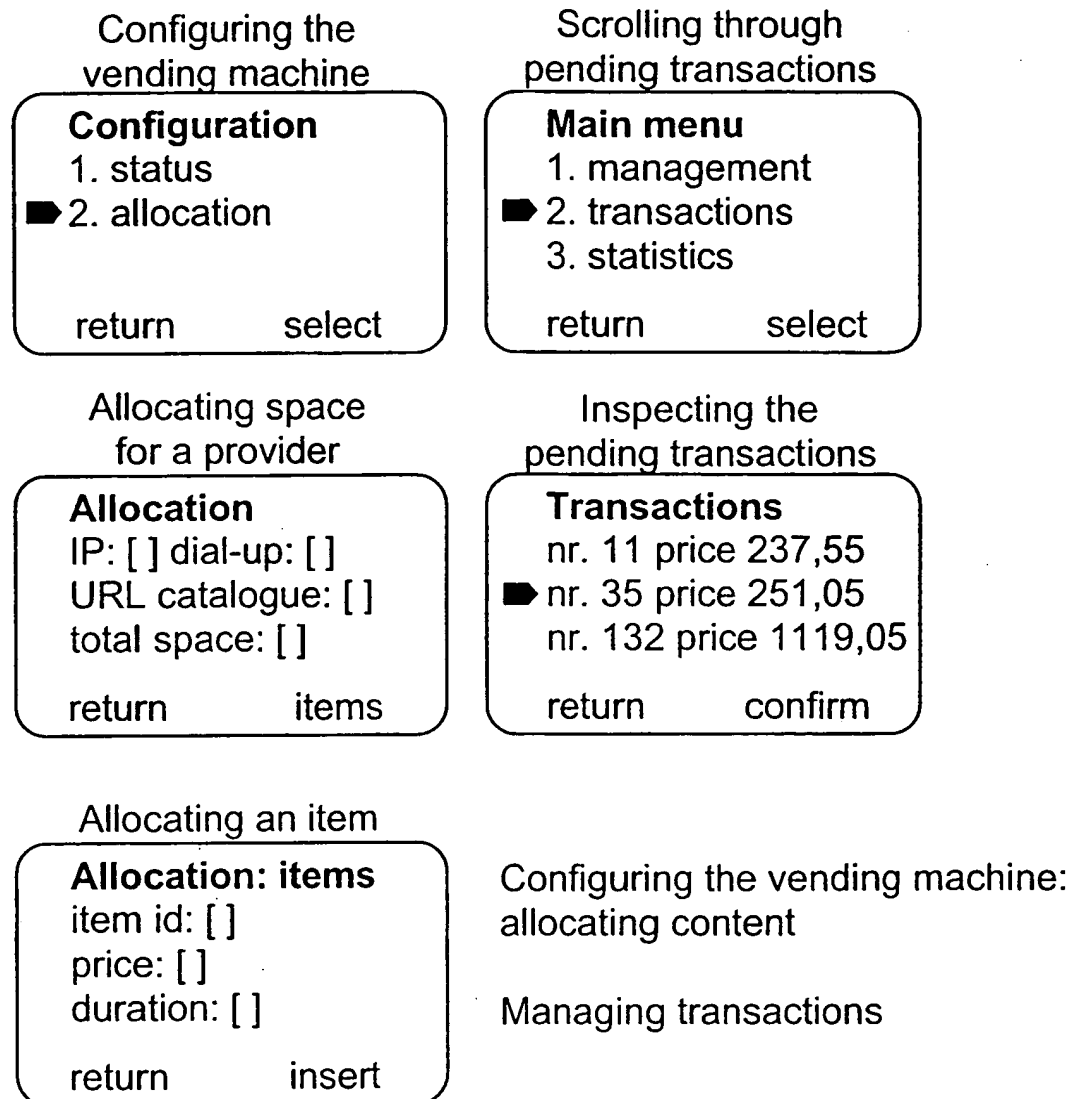 Configuring the
vending machine
Configuration
1. status
2. allocation
return select
Scrolling through
pending transactions
Main menu
1. management
2. transactions
3. statistics
return select
Allocating space
for a provider
Allocation
IP: [ ] dial-up: [ ]
URL catalogue: [ ]
total space: [ ]
return items
Inspecting the
pending transactions
Transactions
nr. 11 price 237,55
nr. 35 price 251,05
nr. 132 price 1119,05
return confirm
Allocating an item
Allocation: items
item id: [ ]
price: [ ]
duration: [ ]
return insert
Configuring the vending machine:
allocating content
Managing transactions